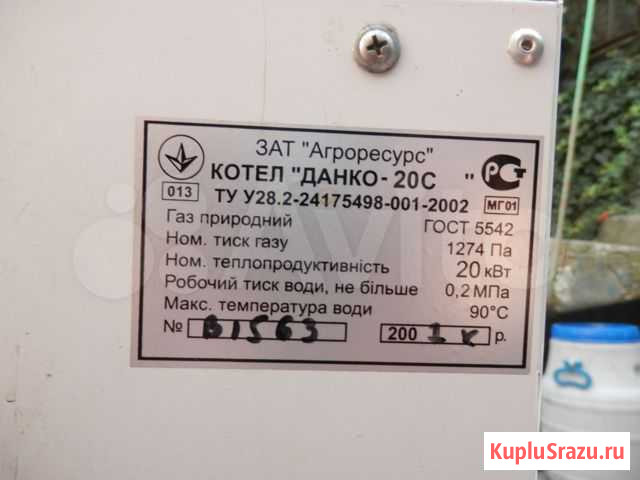 ЗАТ "Агроресурс"
КОТЕЛ "ДАНКО- 20С "
013 ТУ У28.2-24175498-001-2002 МГ01
Газ природний ГОСТ 5542
Ном. тиск газу 1274 Па
Ном. теплопродуктивність 20 кВт
Робочий тиск води, не більше 0,2 МПа
Макс. температура води 90°С
№ В1563 200 р.
Avito
KupluSrazu.ru